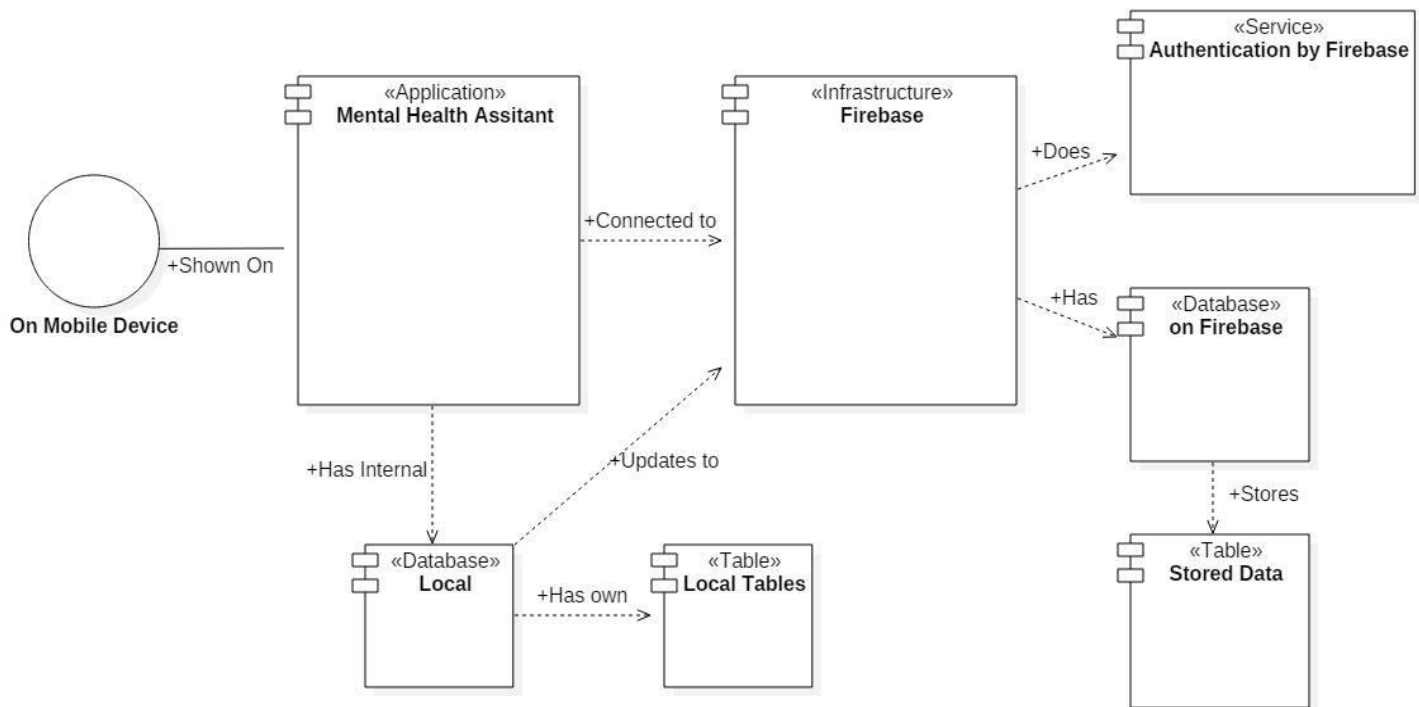 «Service»
Authentication by Firebase
«Application»
Mental Health Assitant
«Infrastructure»
Firebase
+Does
+Connected to
+Shown On
On Mobile Device
+Has
«Database»
on Firebase
+Has Internal
+Updates to
+Stores
«Database»
Local
+Has own
«Table»
Local Tables
«Table»
Stored Data